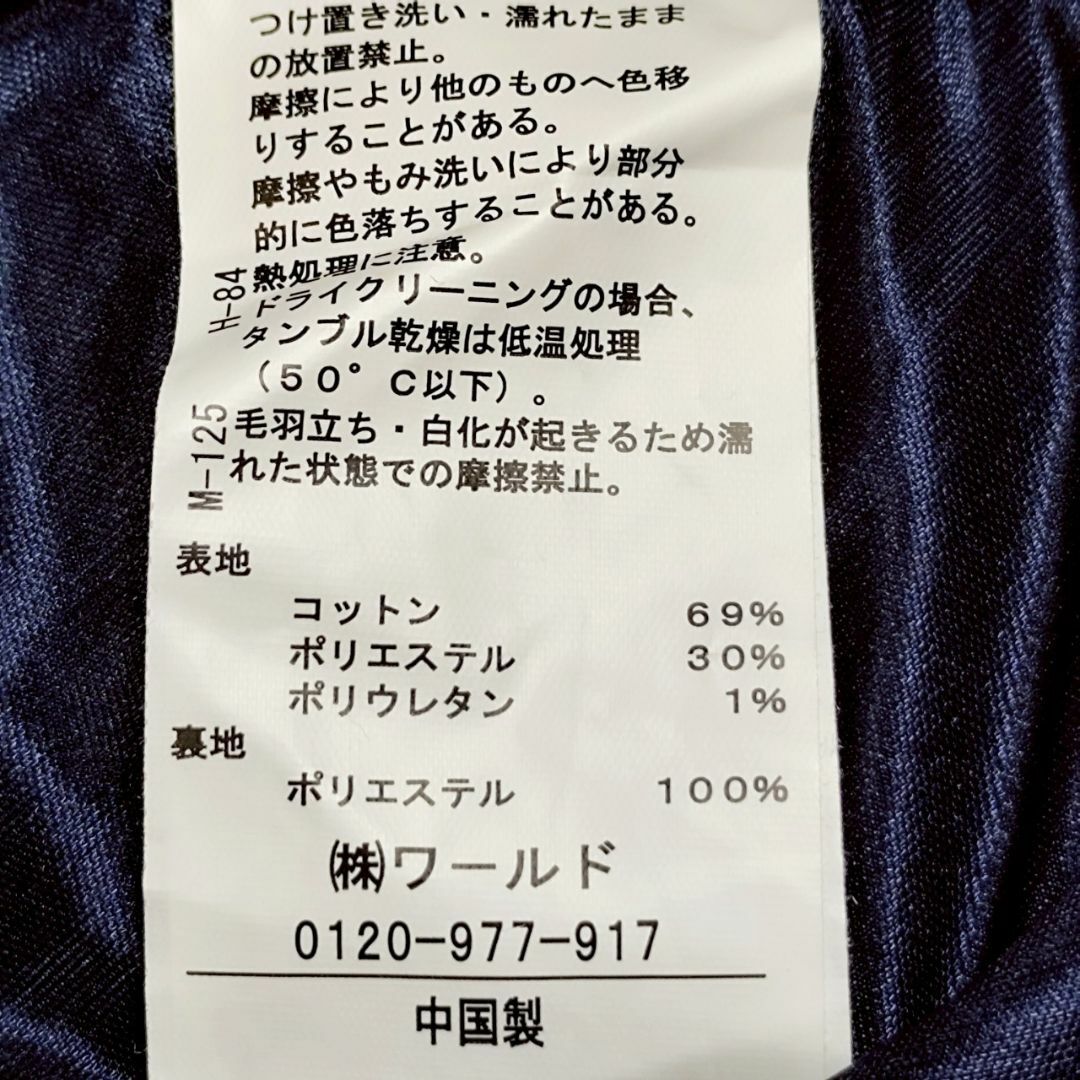 つけ置き洗い・濡れたまま
の放置禁止。
摩擦により他のものへ色移
りすることがある。
摩擦やもみ洗いにより部分
的に色落ちすることがある。
熱処理に注意。
ドライクリーニングの場合、
タンブル乾燥は低温処理
（50°C以下）。
毛羽立ち・白化が起きるため濡
れた状態での摩擦禁止。
H-84
M-125
表地
コットン 69%
ポリエステル 30%
ポリウレタン 1%
裏地
ポリエステル 100%
㈱ワールド
0120-977-917
中国製